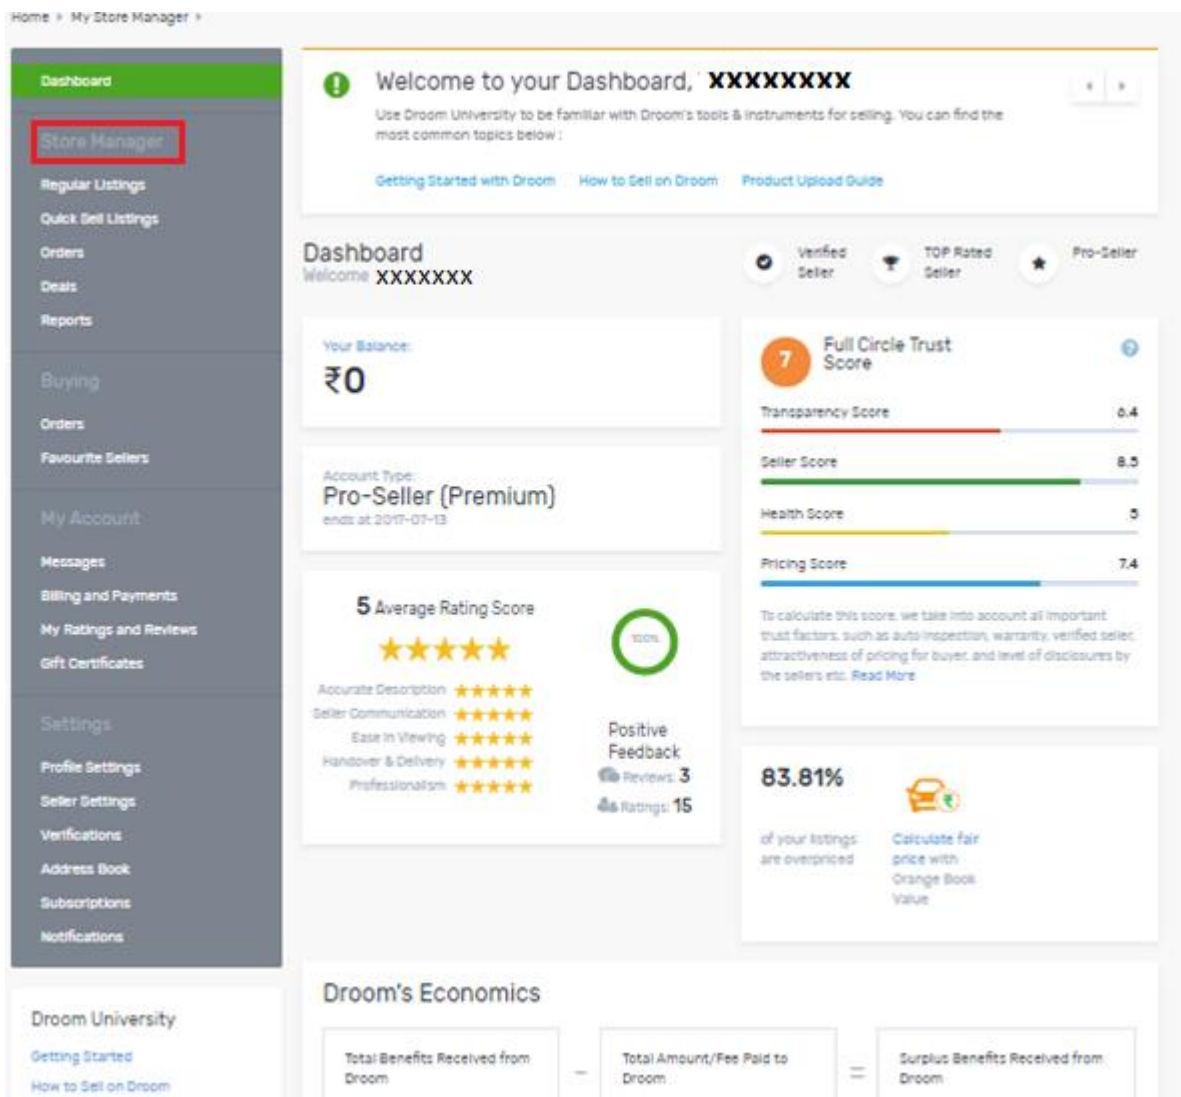 Home » My Store Manager »
Dashboard
Store Manager
Regular Listings
Quick Sell Listings
Orders
Deals
Reports
Buying
Orders
Favourite Sellers
My Account
Messages
Billing and Payments
My Ratings and Reviews
Gift Certificates
Settings
Profile Settings
Seller Settings
Verifications
Address Book
Subscriptions
Notifications
Droom University
Getting Started
How to Sell on Droom
Welcome to your Dashboard, XXXXXXXX
Use Droom University to be familiar with Droom's tools & instruments for selling. You can find the
most common topics below :
Getting Started with Droom How to Sell on Droom Product Upload Guide
Dashboard
Welcome XXXXXXX
Verified
Seller
TOP Rated
Seller
Pro-Seller
Your Balance:
₹0
Account Type:
Pro-Seller (Premium)
ends at 2017-07-13
5 Average Rating Score
Accurate Description
Seller Communication
Ease in Viewing
Handover & Delivery
Professionalism
100%
Positive
Feedback
Reviews: 3
Ratings: 15
7
Full Circle Trust
Score
Transparency Score 6.4
Seller Score 8.5
Health Score 5
Pricing Score 7.4
To calculate this score, we take into account all important
trust factors, such as auto inspection, warranty, verified seller,
attractiveness of pricing for buyer, and level of disclosures by
the sellers etc. Read More
83.81%
of your listings
are overpriced
Calculate fair
price with
Orange Book
Value
Droom's Economics
Total Benefits Received from
Droom
–
Total Amount/Fee Paid to
Droom
=
Surplus Benefits Received from
Droom